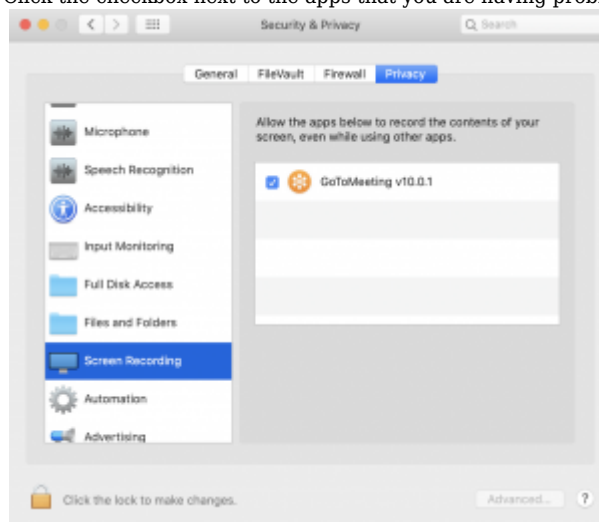 Click the checkbox next to the apps that you are having
Security & Privacy
Search
General FileVault Firewall Privacy
Microphone
Speech Recognition
Accessibility
Input Monitoring
Full Disk Access
Files and Folders
Screen Recording
Automation
Advertising
Allow the apps below to record the contents of your
screen, even while using other apps.
GoToMeeting v10.0.1
Click the lock to make changes.
Advanced... ?